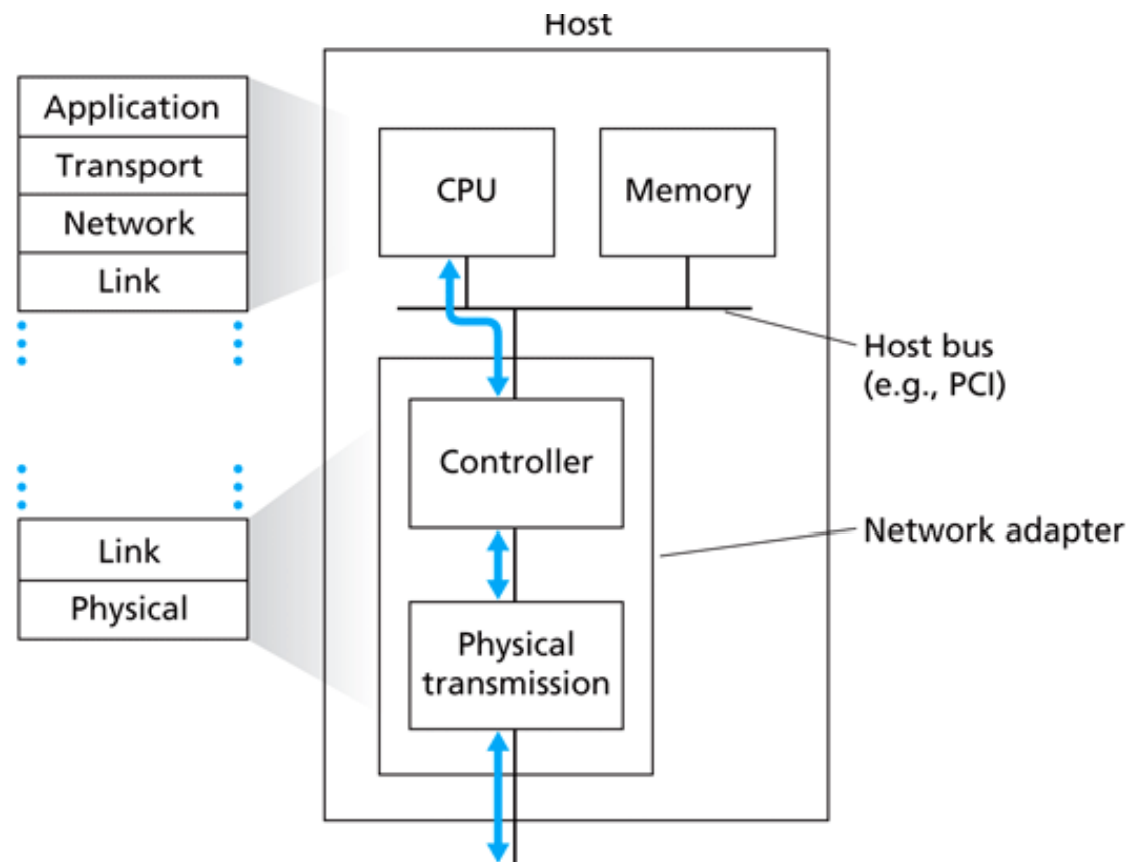 Host
Application
Transport
Network
Link
CPU
Memory
Host bus
(e.g., PCI)
Controller
Network adapter
Link
Physical
Physical
transmission